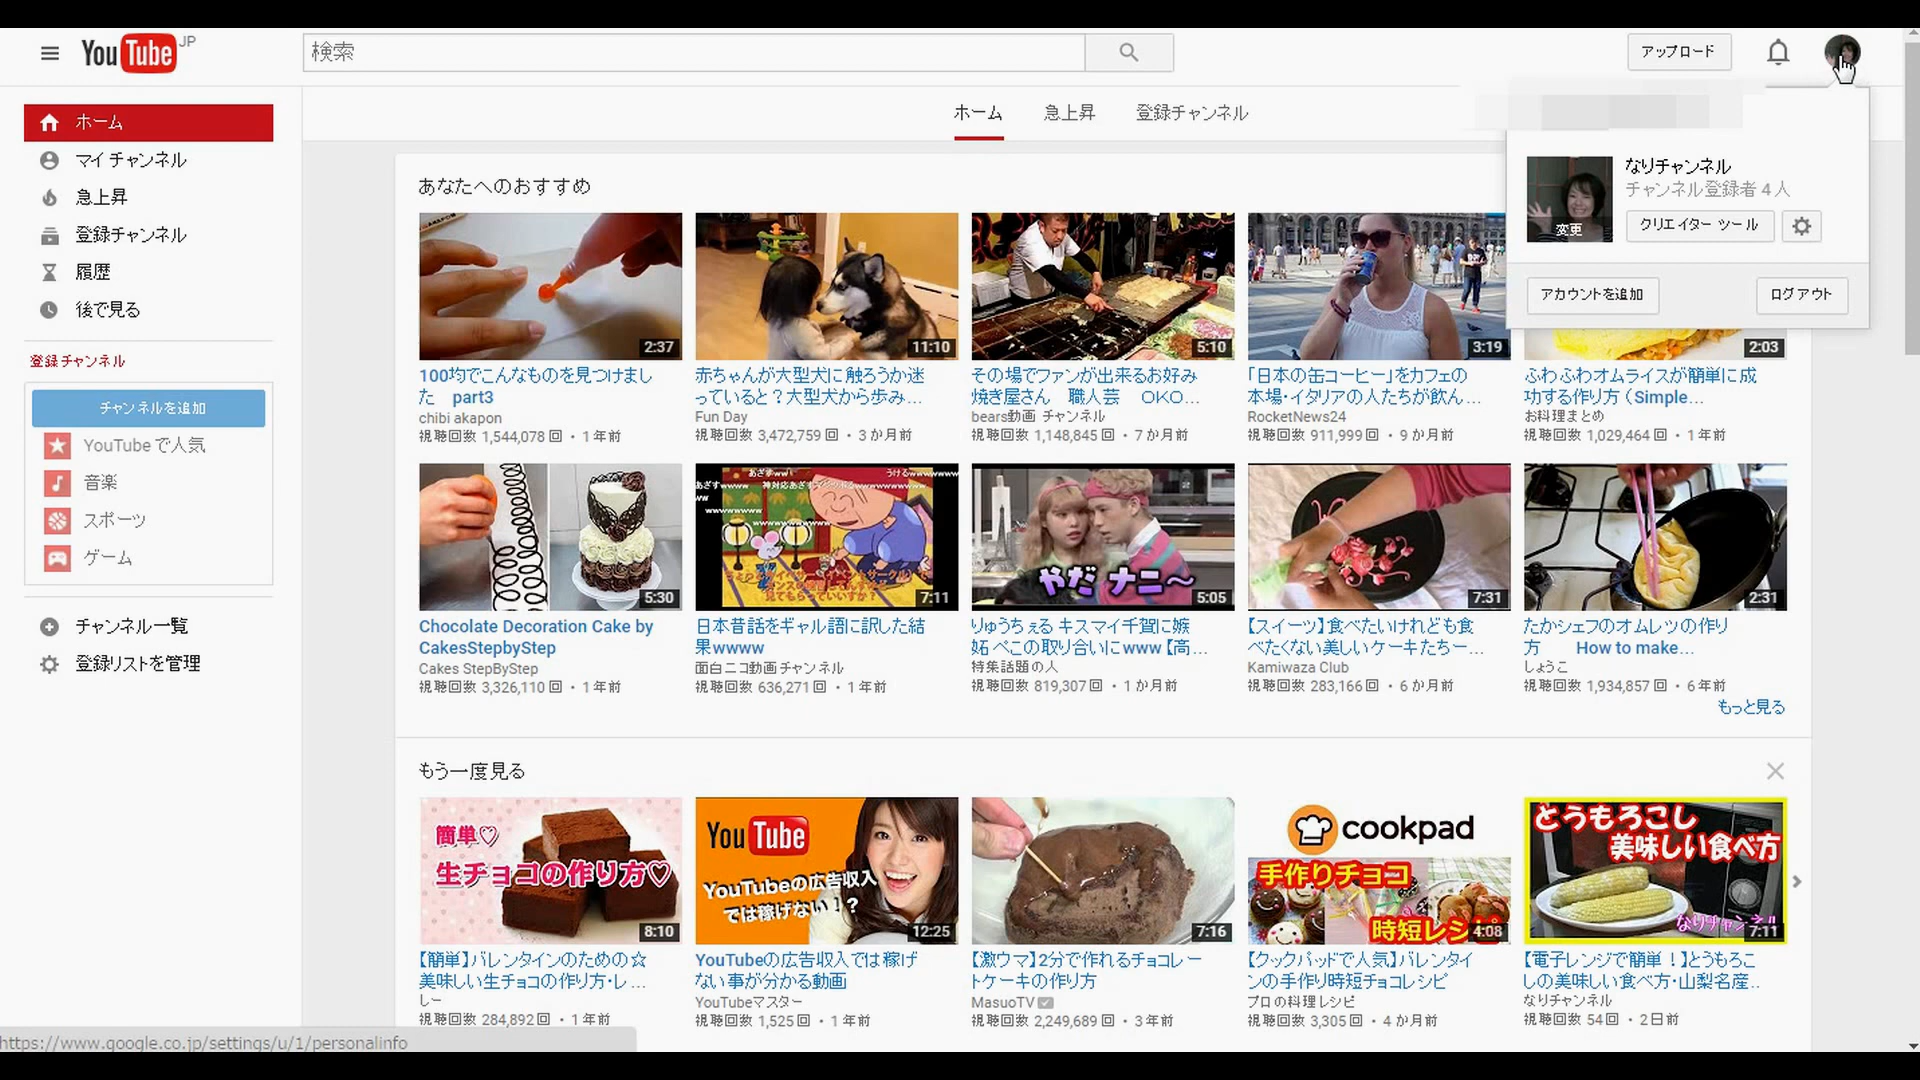 YouTube JP
検索
アップロード
ホーム
マイ チャンネル
急上昇
登録チャンネル
履歴
後で見る
登録チャンネル
チャンネルを追加
YouTube で人気
音楽
スポーツ
ゲーム
チャンネル一覧
登録リストを管理
ホーム 急上昇 登録チャンネル
なりチャンネル
チャンネル登録者 4 人
変更
クリエイター ツール
アカウントを追加
ログアウト
あなたへのおすすめ
2:37
11:10
5:10
3:19
2:03
100均でこんなものを見つけまし
た part3
chibi akapon
視聴回数 1,544,078 回 ・ 1 年前
赤ちゃんが大型犬に触ろうか迷
っていると？大型犬から歩み...
Fun Day
視聴回数 3,472,759 回 ・ 3 か月前
その場でファンが出来るお好み
焼き屋さん 職人芸 OKO...
bears動画 チャンネル
視聴回数 1,148,845 回 ・ 7 か月前
「日本の缶コーヒー」をカフェの
本場・イタリアの人たちが飲ん...
RocketNews24
視聴回数 911,999 回 ・ 9 か月前
ふわふわオムライスが簡単に成
功する作り方（Simple...
お料理まとめ
視聴回数 1,029,464 回 ・ 1 年前
5:30
7:11
やだ ナニ～
5:05
7:31
2:31
Chocolate Decoration Cake by
CakesStepbyStep
Cakes StepByStep
視聴回数 3,326,110 回 ・ 1 年前
日本昔話をギャル語に訳した結
果wwww
面白ニコ動画チャンネル
視聴回数 636,271 回 ・ 1 年前
りゅうちぇる キスマイ千賀に嫉
妬 ぺこの取り合いに www【高...
特集話題の人
視聴回数 819,307 回 ・ 1 か月前
【スイーツ】食べたいけれども食
べたくない美しいケーキたち ー...
Kamiwaza Club
視聴回数 283,166 回 ・ 6 か月前
たかシェフのオムレツの作り
方 How to make...
しょうこ
視聴回数 1,934,857 回 ・ 6 年前
もっと見る
もう一度見る
簡単♡
生チョコの作り方♡
8:10
YouTube
YouTubeの広告収入
では稼げない！？
12:25
7:16
cookpad
手作りチョコ
時短レシピ
4:08
とうもろこし
美味しい食べ方
なりチャンネル
7:11
【簡単】バレンタインのための☆
美味しい生チョコの作り方・レ ...
しー
視聴回数 284,892 回 ・ 1 年前
YouTubeの広告収入では稼げ
ない事が分かる動画
YouTubeマスター
視聴回数 1,525 回 ・ 1 年前
【激ウマ】2分で作れるチョコレー
トケーキの作り方
MasuoTV
視聴回数 2,249,689 回 ・ 3 年前
【クックパッドで人気】バレンタイ
ンの手作り時短チョコレシピ
プロの料理レシピ
視聴回数 3,305 回 ・ 4 か月前
【電子レンジで簡単！】とうもろこ
しの美味しい食べ方・山梨名産...
なりチャンネル
視聴回数 54 回 ・ 2 日前
https://www.google.co.jp/settings/u/1/personalinfo